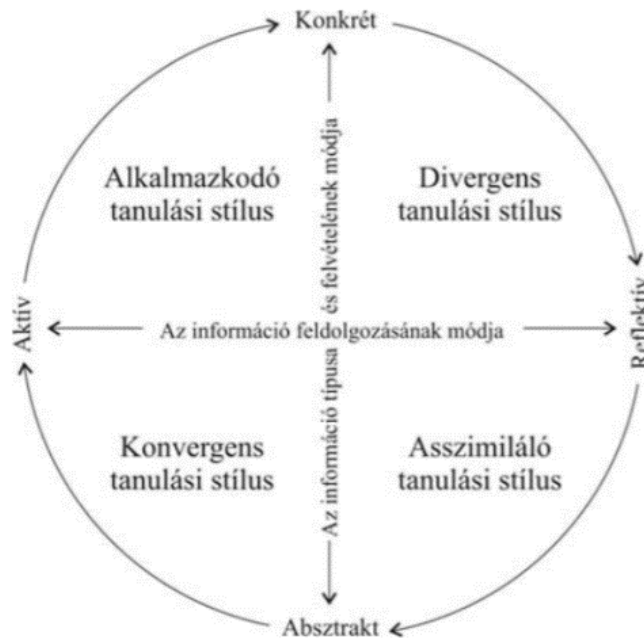 Konkrét
Alkalmazkodó
tanulási stílus
Divergens
tanulási stílus
Aktív
Az információ feldolgozásának módja
Reflektív
Az információ típusa és felvételének módja
Konvergens
tanulási stílus
Asszimiláló
tanulási stílus
Absztrakt